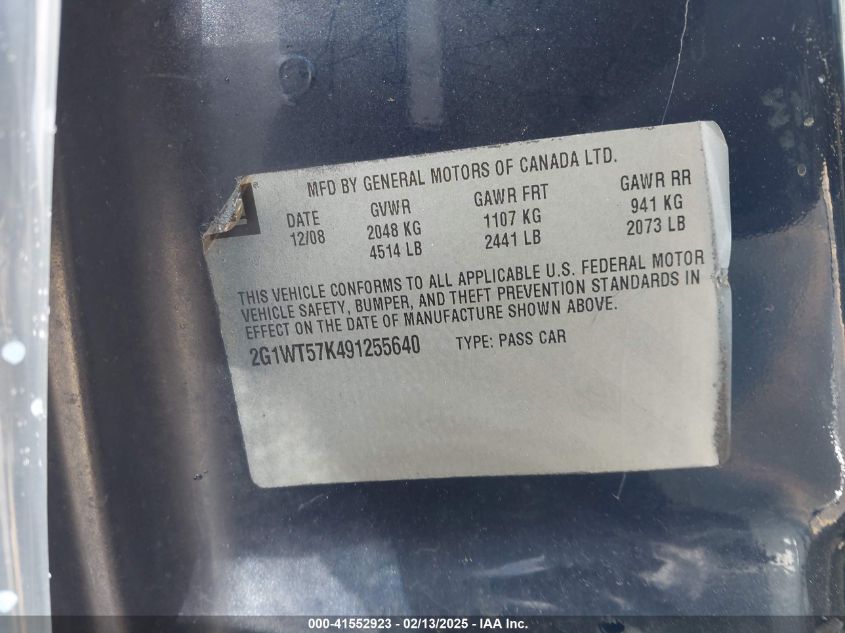 MFD BY GENERAL MOTORS OF CANADA LTD.
DATE GVWR GAWR FRT GAWR RR
12/08 2048 KG 1107 KG 941 KG
4514 LB 2441 LB 2073 LB
THIS VEHICLE CONFORMS TO ALL APPLICABLE U.S. FEDERAL MOTOR
VEHICLE SAFETY, BUMPER, AND THEFT PREVENTION STANDARDS IN
EFFECT ON THE DATE OF MANUFACTURE SHOWN ABOVE.
2G1WT57K491255640 TYPE: PASS CAR
000-41552923 - 02/13/2025 - IAA Inc.